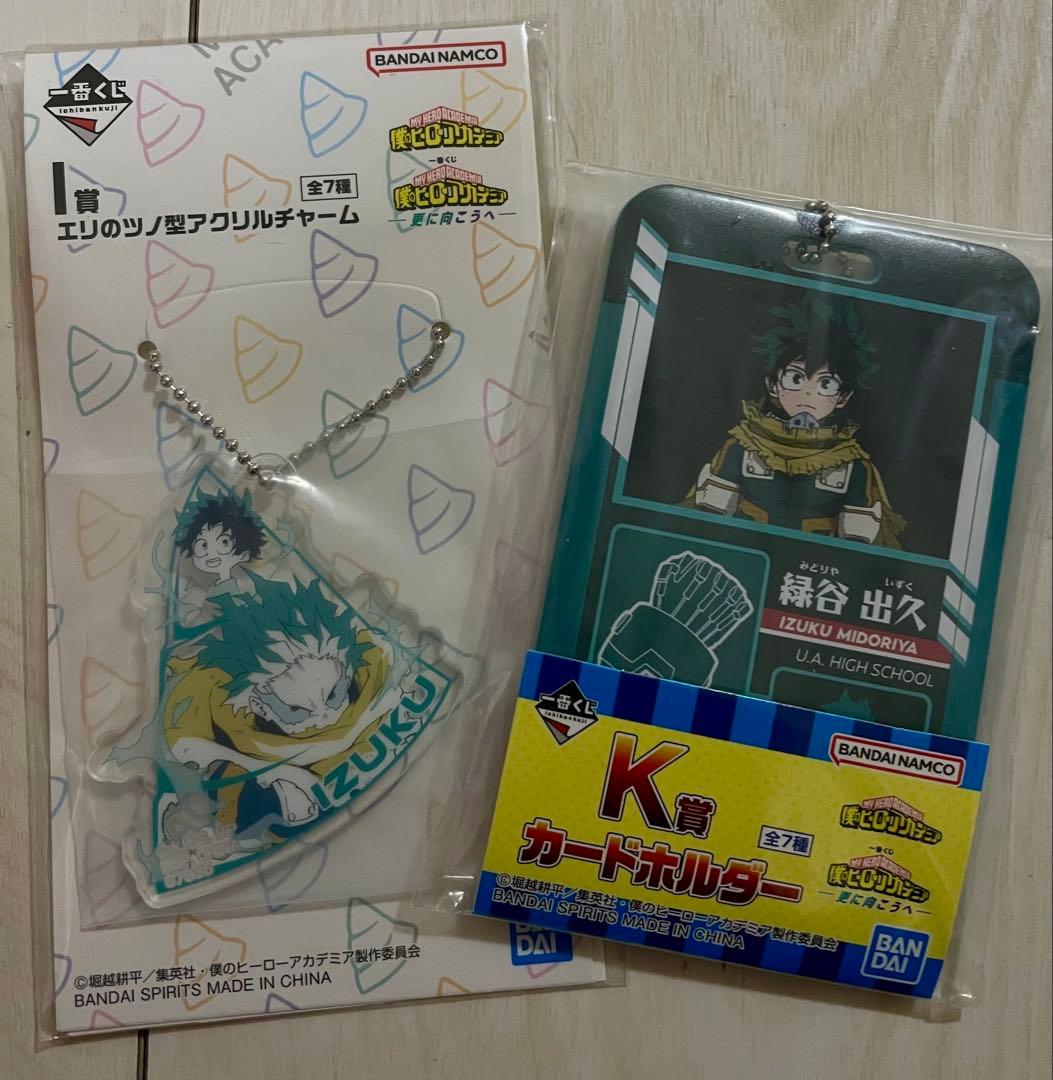 一番くじ
ichibankuji
BANDAI NAMCO
MY HERO ACADEMIA
僕のヒーローアカデミア
一番くじ
MY HERO ACADEMIA
僕のヒーローアカデミア
更に向こうへ
I賞
全7種
エリのツノ型アクリルチャーム
IZUKU
©堀越耕平／集英社・僕のヒーローアカデミア製作委員会
BANDAI SPIRITS MADE IN CHINA
BAN
DAI
みどりや いずく
緑谷 出久
IZUKU MIDORIYA
U.A. HIGH SCHOOL
一番くじ
ichibankuji
BANDAI NAMCO
K賞
全7種
カードホルダー
MY HERO ACADEMIA
僕のヒーローアカデミア
一番くじ
MY HERO ACADEMIA
僕のヒーローアカデミア
更に向こうへ
©堀越耕平／集英社・僕のヒーローアカデミア製作委員会
BANDAI SPIRITS MADE IN CHINA
BAN
DAI